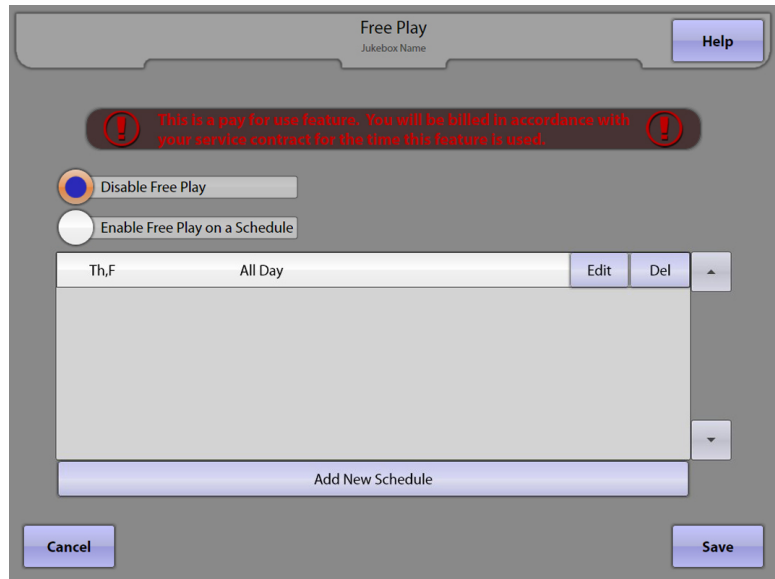 Free Play
Jukebox Name
Help
This is a pay for use feature. You will be billed in accordance with
your service contract for the time this feature is used.
Disable Free Play
Enable Free Play on a Schedule
Th,F All Day Edit Del
Add New Schedule
Cancel Save